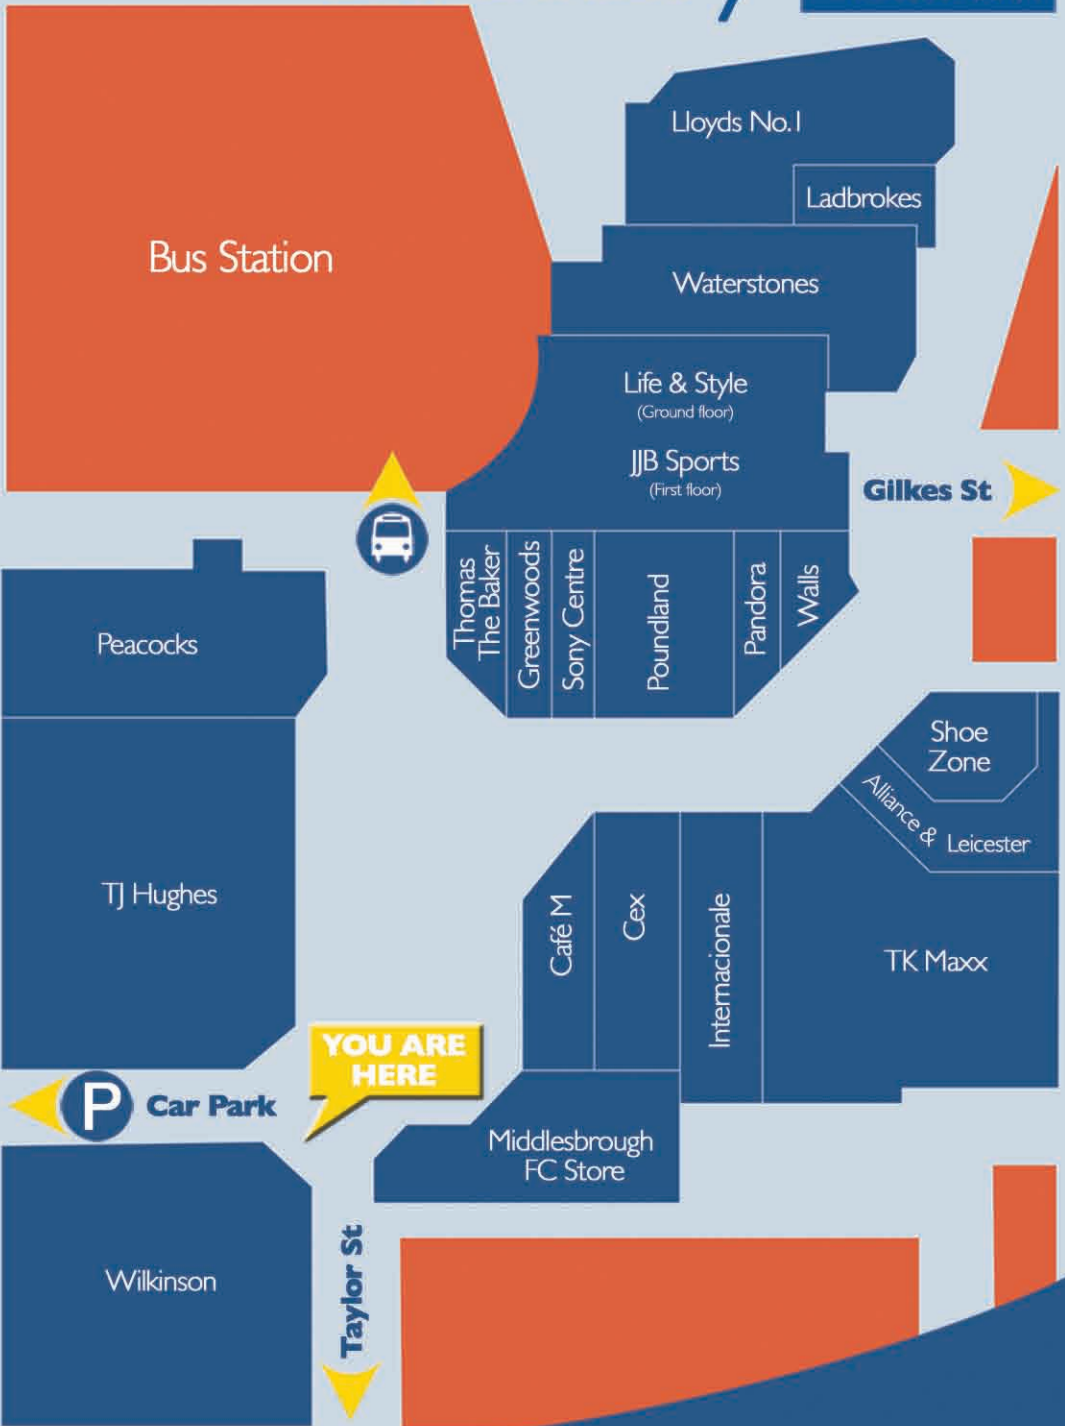 Lloyds No.1
Ladbrokes
Bus Station
Waterstones
Life & Style
(Ground floor)
JJB Sports
(First floor)
Gilkes St
Thomas
The Baker
Greenwoods
Sony Centre
Poundland
Pandora
Walls
Peacocks
Shoe
Zone
Alliance & Leicester
TJ Hughes
Café M
Cex
Internacionale
TK Maxx
YOU ARE
HERE
P
Car Park
Middlesbrough
FC Store
Wilkinson
Taylor St